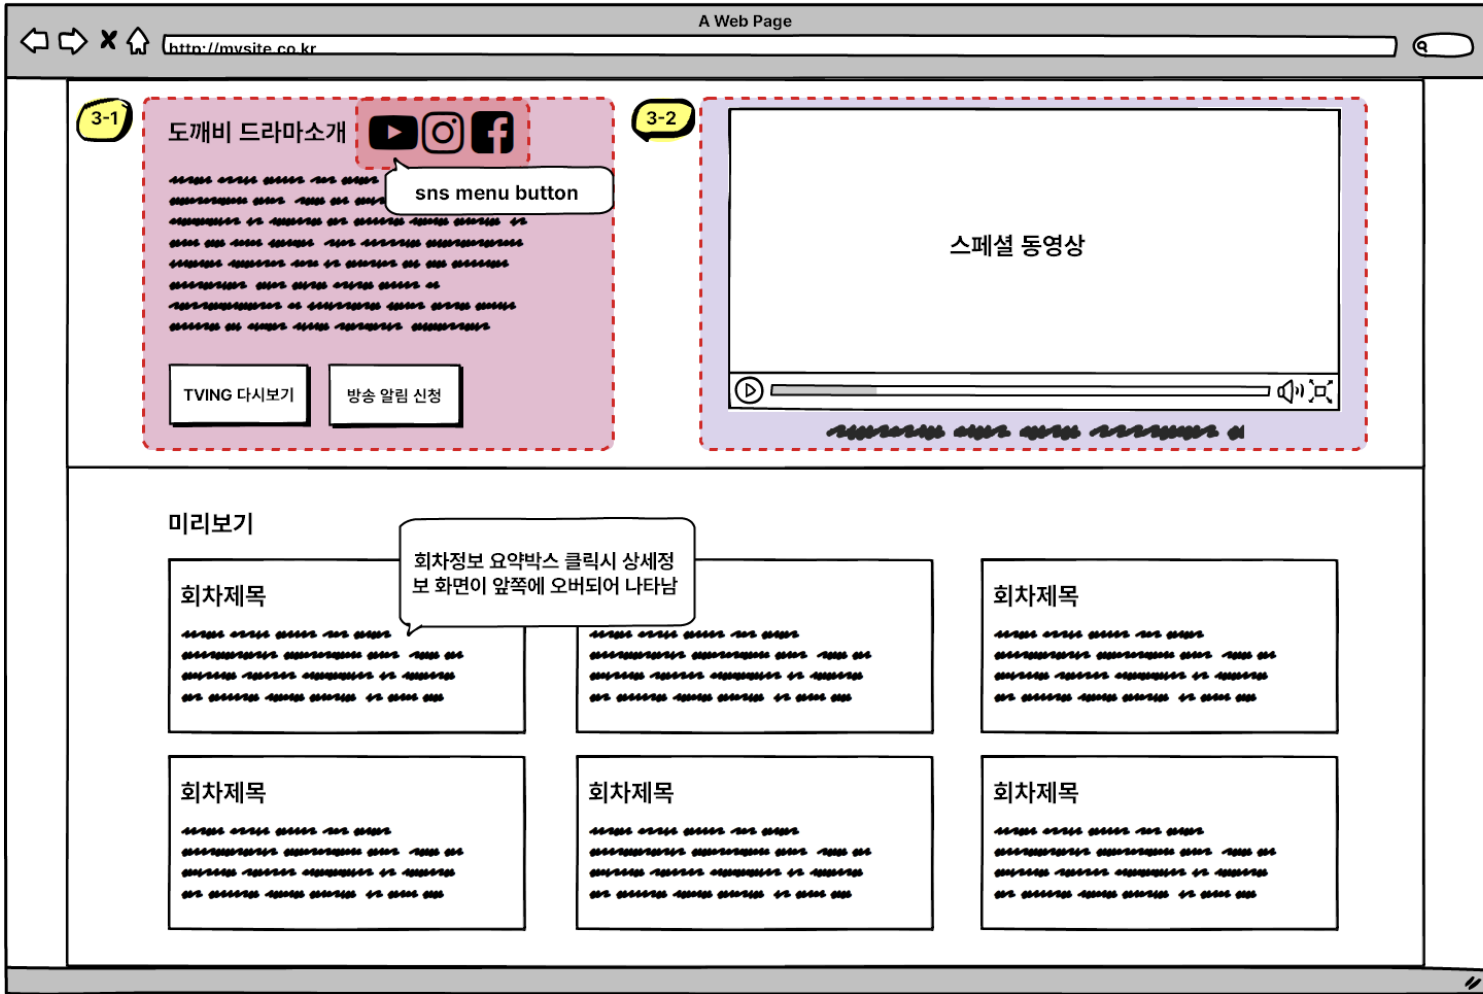 A Web Page
http://mysite.co.kr
3-1
도깨비 드라마소개
sns menu button
TVING 다시보기
방송 알림 신청
3-2
스페셜 동영상
미리보기
회차정보 요약박스 클릭시 상세정
보 화면이 앞쪽에 오버되어 나타남
회차제목
회차제목
회차제목
회차제목
회차제목